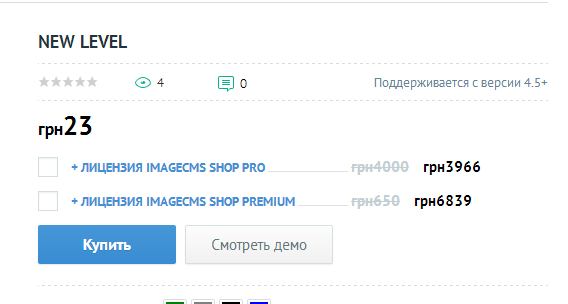 NEW LEVEL
4 0 Поддерживается с версии 4.5+
грн23
+ ЛИЦЕНЗИЯ IMAGECMS SHOP PRO грн4000 грн3966
+ ЛИЦЕНЗИЯ IMAGECMS SHOP PREMIUM грн650 грн6839
Купить Смотреть демо